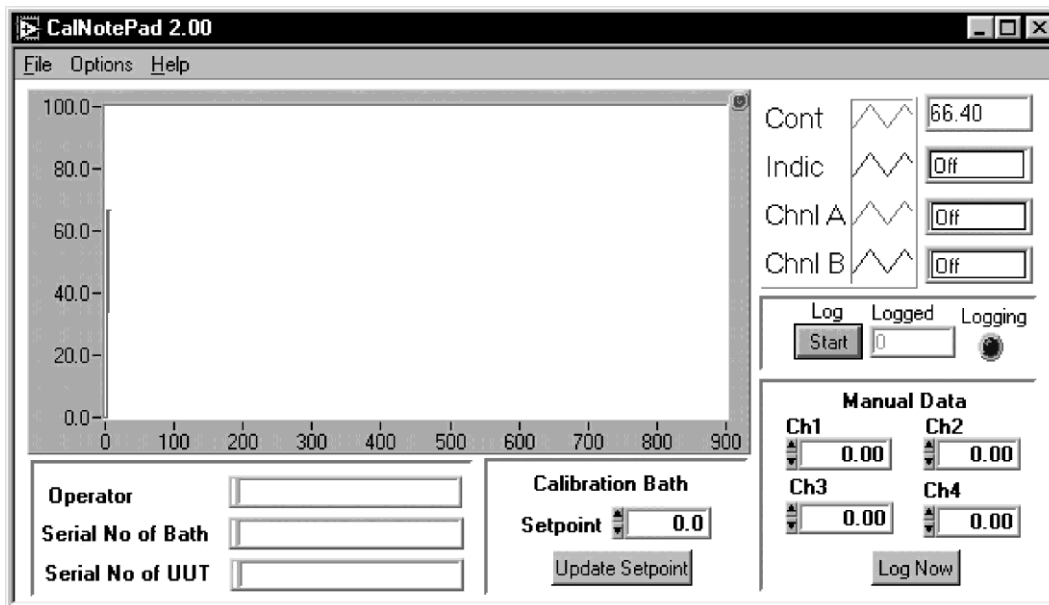 CalNotePad 2.00
File Options Help
100.0
80.0
60.0
40.0
20.0
0.0
0 100 200 300 400 500 600 700 800 900
Cont 66.40
Indic Off
Chnl A Off
Chnl B Off
Log Logged Logging
Start 0
Operator
Serial No of Bath
Serial No of UUT
Calibration Bath
Setpoint 0.0
Update Setpoint
Manual Data
Ch1 Ch2
0.00 0.00
Ch3 Ch4
0.00 0.00
Log Now